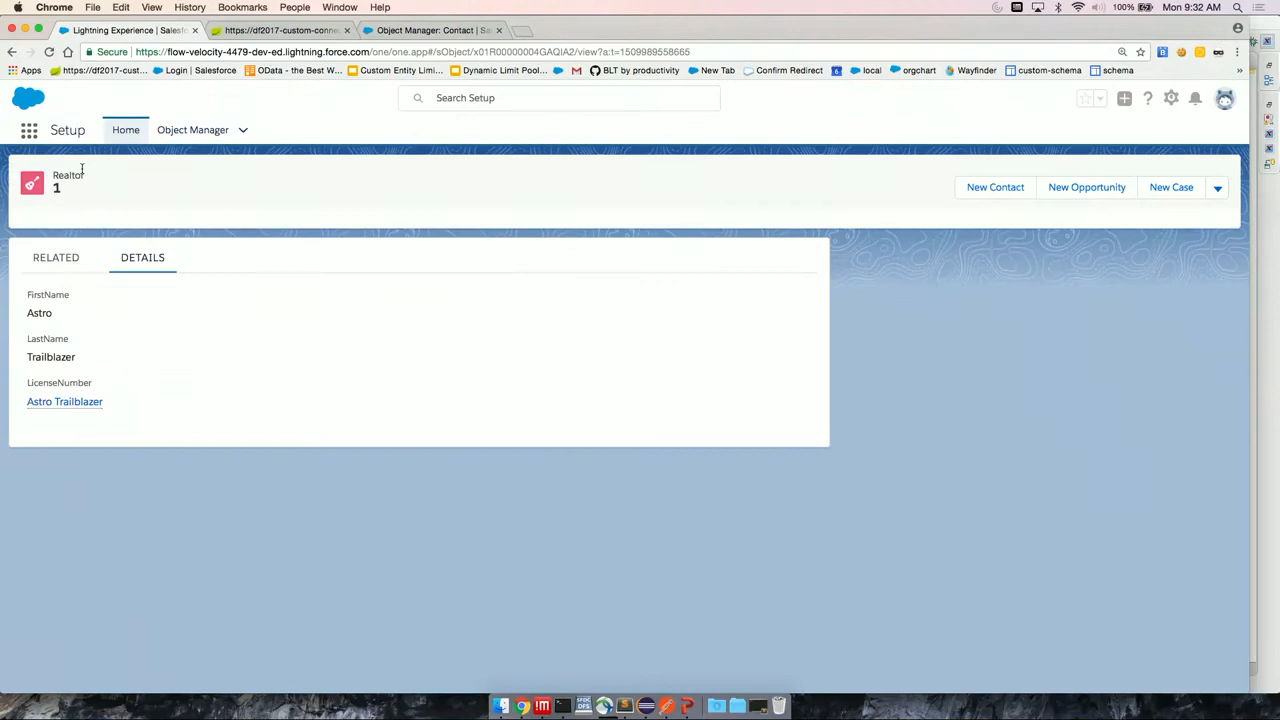 Chrome File Edit View History Bookmarks People Window Help 100% Mon 9:32 AM
Lightning Experience | Salesf
https://df2017-custom-conne
Object Manager: Contact | Sa
Secure https://flow-velocity-4479-dev-ed.lightning.force.com/one/one.app#/sObject/x01R00000004GAQIA2/view?a:t=1509989558665
Apps https://df2017-cust... Login | Salesforce OData - the Best W... Custom Entity Limi... Dynamic Limit Pool... BLT by productivity New Tab Confirm Redirect 6 local orgchart Wayfinder custom-schema schema »
Search Setup
Setup Home Object Manager
Realtor
1
New Contact New Opportunity New Case
RELATED DETAILS
FirstName
Astro
LastName
Trailblazer
LicenseNumber
Astro Trailblazer